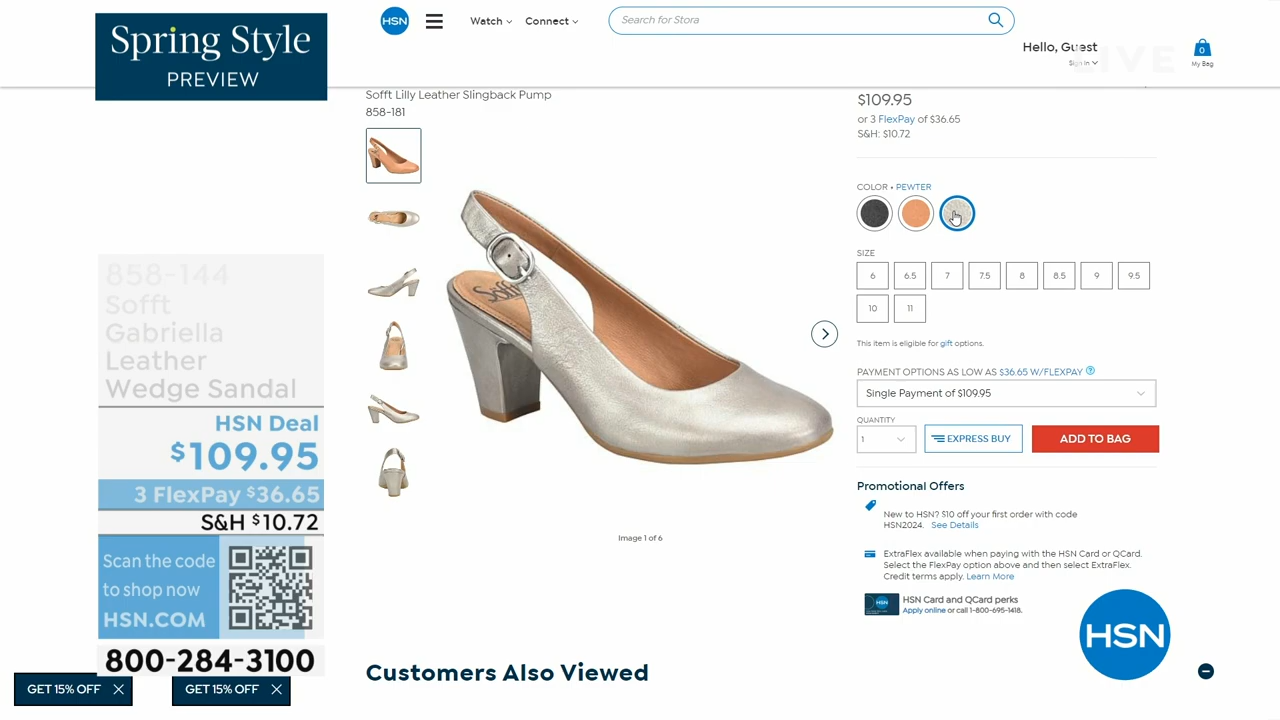 Spring Style
PREVIEW
HSN
Watch
Connect
Search for Stora
Hello, Guest
Sign In
LIVE
0
My Bag
Sofft Lilly Leather Slingback Pump
858-181
$109.95
or 3 FlexPay of $36.65
S&H: $10.72
COLOR • PEWTER
SIZE
6
6.5
7
7.5
8
8.5
9
9.5
10
11
This item is eligible for gift options.
PAYMENT OPTIONS AS LOW AS $36.65 W/FLEXPAY ?
Single Payment of $109.95
QUANTITY
1
EXPRESS BUY
ADD TO BAG
Promotional Offers
New to HSN? $10 off your first order with code
HSN2024. See Details
ExtraFlex available when paying with the HSN Card or QCard.
Select the FlexPay option above and then select ExtraFlex.
Credit terms apply. Learn More
HSN
HSN Card and QCard perks
Apply online or call 1-800-695-1418.
Sofft
Image 1 of 6
858-144
Sofft
Gabriella
Leather
Wedge Sandal
HSN Deal
$109.95
3 FlexPay $36.65
S&H $10.72
Scan the code
to shop now
HSN.COM
800-284-3100
GET 15% OFF
GET 15% OFF
Customers Also Viewed
HSN